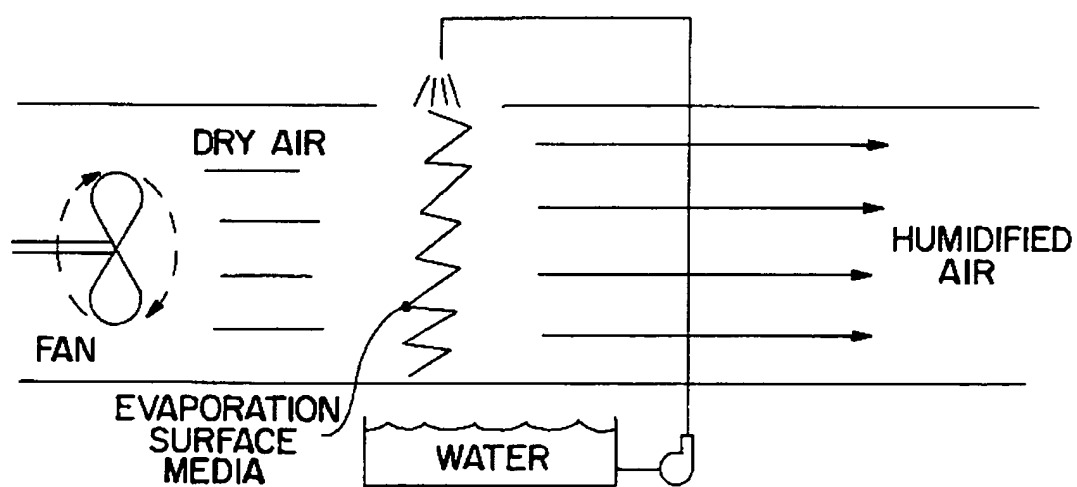 DRY AIR
HUMIDIFIED
AIR
FAN
EVAPORATION
SURFACE
MEDIA
WATER